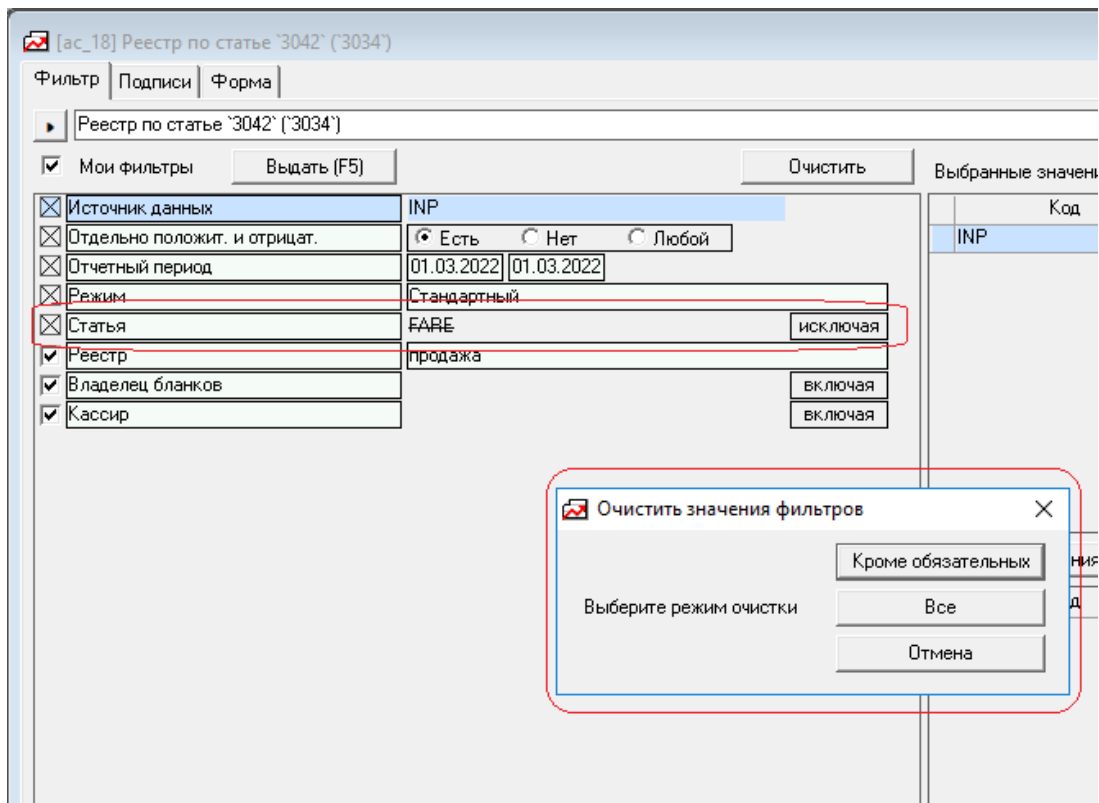 [ac_18] Реестр по статье `3042` (`3034`)
Фильтр Подписи Форма
Реестр по статье `3042` (`3034`)
Мои фильтры Выдать (F5) Очистить Выбранные значени
Источник данных INP Код
Отдельно положит. и отрицат. Есть Нет Любой INP
Отчетный период 01.03.2022 01.03.2022
Режим Стандартный
Статья FARE исключая
Реестр продажа
Владелец бланков включая
Кассир включая
Очистить значения фильтров
Кроме обязательных
Выберите режим очистки Все
Отмена